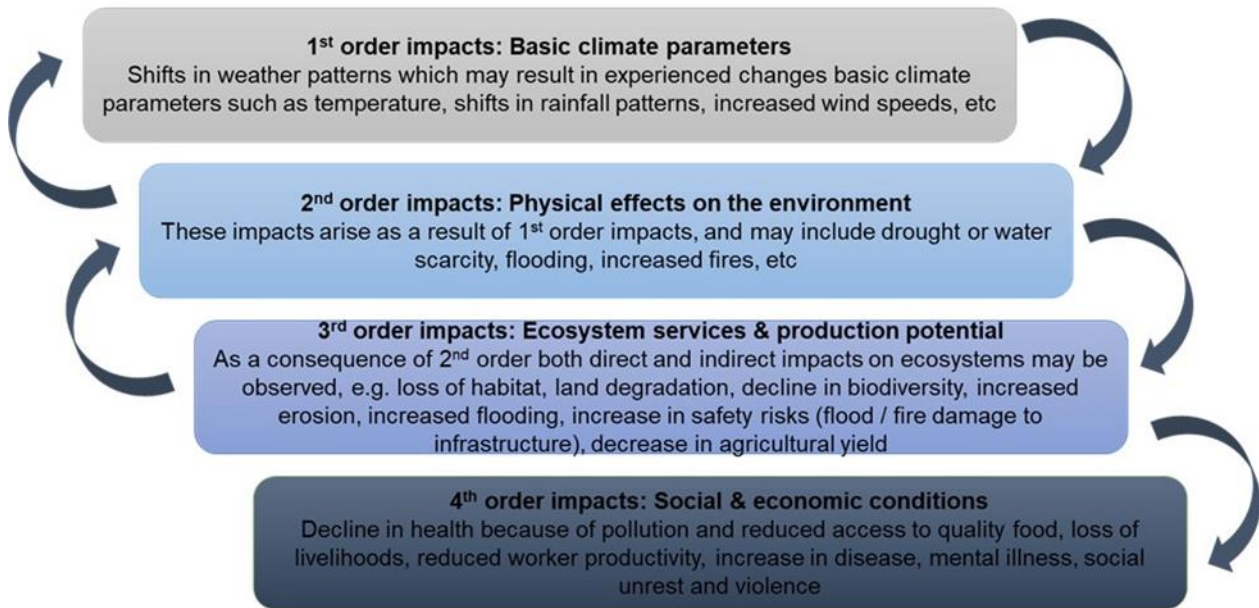 1st order impacts: Basic climate parameters
Shifts in weather patterns which may result in experienced changes basic climate
parameters such as temperature, shifts in rainfall patterns, increased wind speeds, etc
2nd order impacts: Physical effects on the environment
These impacts arise as a result of 1st order impacts, and may include drought or water
scarcity, flooding, increased fires, etc
3rd order impacts: Ecosystem services & production potential
As a consequence of 2nd order both direct and indirect impacts on ecosystems may be
observed, e.g. loss of habitat, land degradation, decline in biodiversity, increased
erosion, increased flooding, increase in safety risks (flood / fire damage to
infrastructure), decrease in agricultural yield
4th order impacts: Social & economic conditions
Decline in health because of pollution and reduced access to quality food, loss of
livelihoods, reduced worker productivity, increase in disease, mental illness, social
unrest and violence